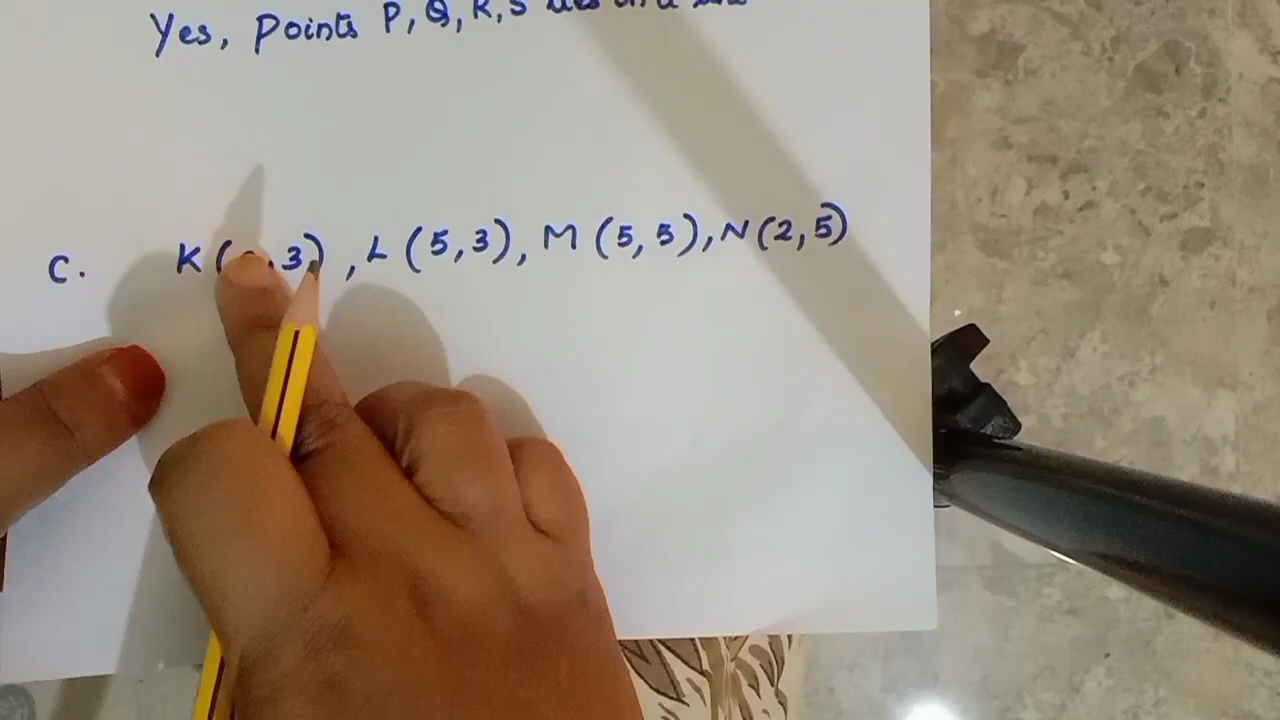 Yes, Points P, Q, R, S
C. K ( , 3), L (5,3), M (5, 5), N (2, 5)